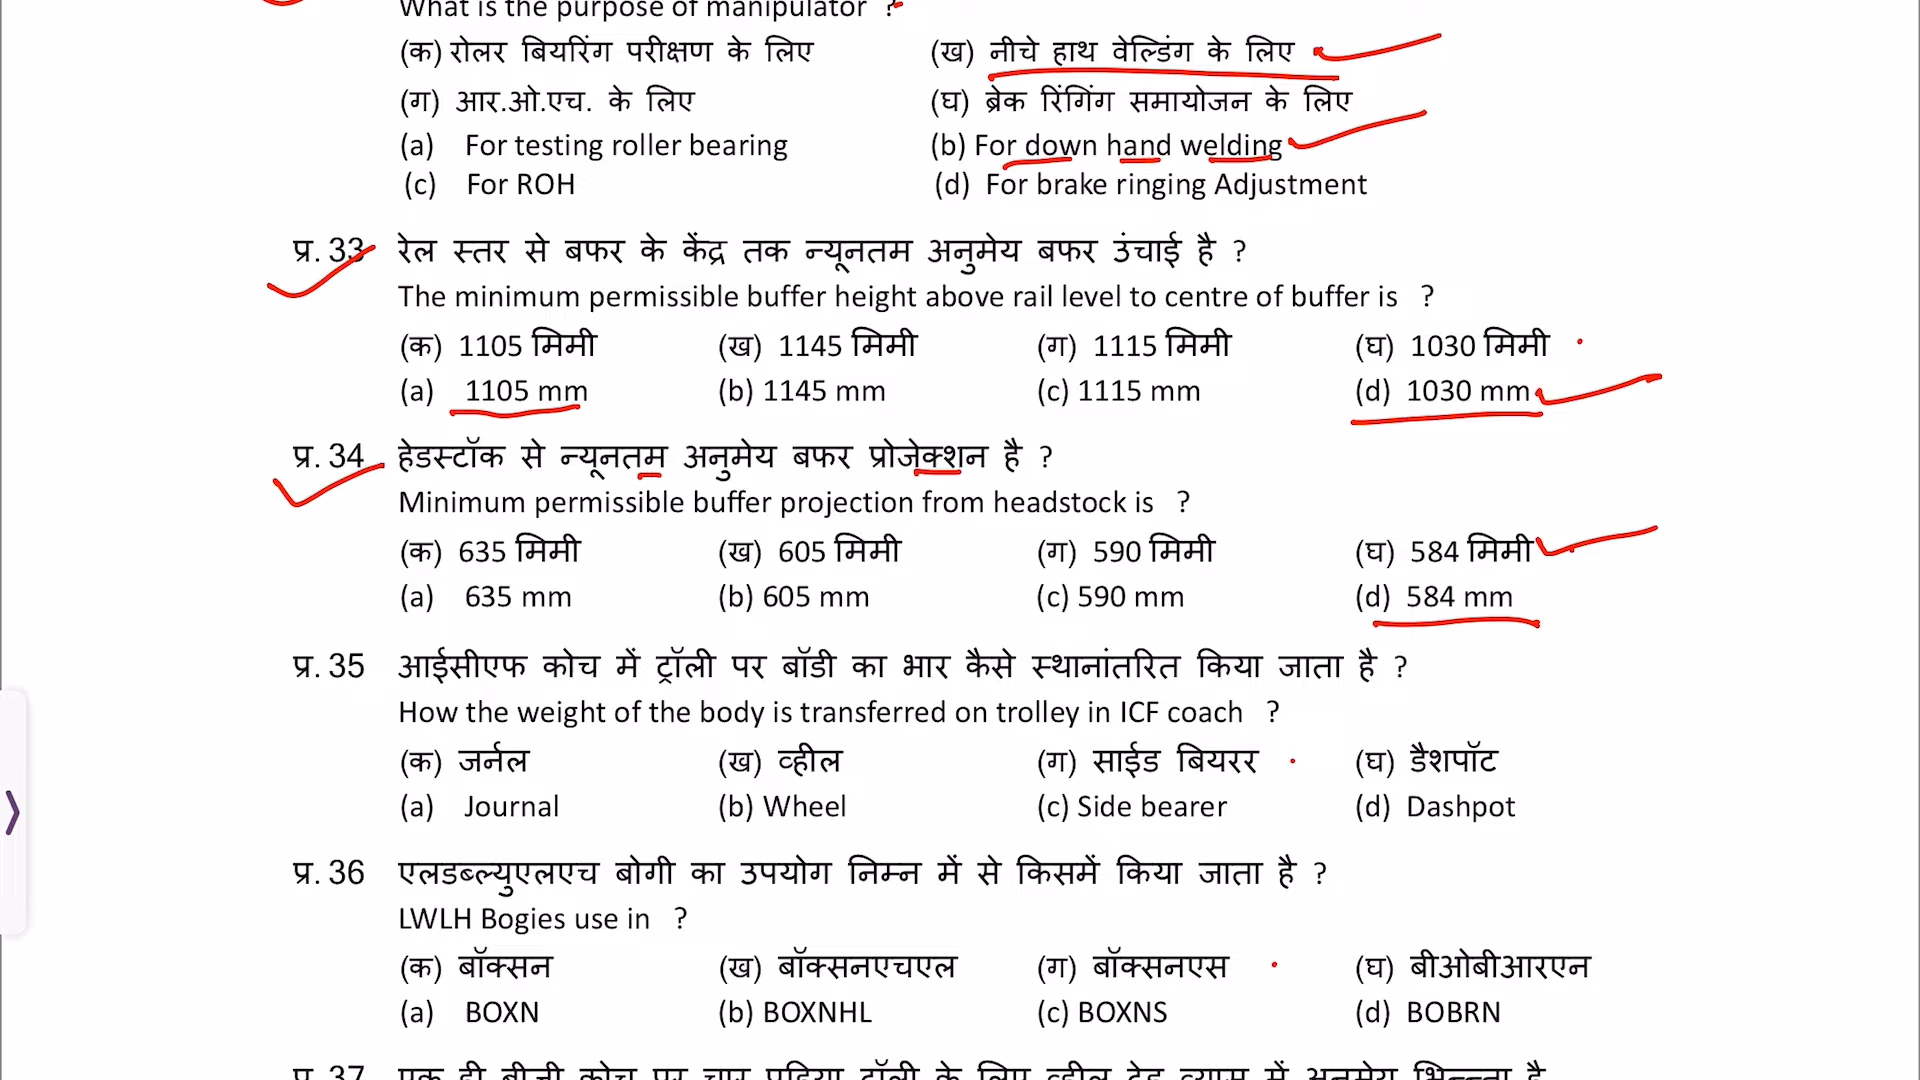 What is the purpose of manipulator ?
(क) रोलर बियरिंग परीक्षण के लिए (ख) नीचे हाथ वेल्डिंग के लिए
(ग) आर.ओ.एच. के लिए (घ) ब्रेक रिंगिंग समायोजन के लिए
(a) For testing roller bearing (b) For down hand welding
(c) For ROH (d) For brake ringing Adjustment
प्र. 33 रेल स्तर से बफर के केंद्र तक न्यूनतम अनुमेय बफर उंचाई है ?
The minimum permissible buffer height above rail level to centre of buffer is ?
(क) 1105 मिमी (ख) 1145 मिमी (ग) 1115 मिमी (घ) 1030 मिमी
(a) 1105 mm (b) 1145 mm (c) 1115 mm (d) 1030 mm
प्र. 34 हेडस्टॉक से न्यूनतम अनुमेय बफर प्रोजेक्शन है ?
Minimum permissible buffer projection from headstock is ?
(क) 635 मिमी (ख) 605 मिमी (ग) 590 मिमी (घ) 584 मिमी
(a) 635 mm (b) 605 mm (c) 590 mm (d) 584 mm
प्र. 35 आईसीएफ कोच में ट्रॉली पर बॉडी का भार कैसे स्थानांतरित किया जाता है ?
How the weight of the body is transferred on trolley in ICF coach ?
(क) जर्नल (ख) व्हील (ग) साईड बियरर (घ) डैशपॉट
(a) Journal (b) Wheel (c) Side bearer (d) Dashpot
प्र. 36 एलडब्ल्युएलएच बोगी का उपयोग निम्न में से किसमें किया जाता है ?
LWLH Bogies use in ?
(क) बॉक्सन (ख) बॉक्सनएचएल (ग) बॉक्सनएस (घ) बीओबीआरएन
(a) BOXN (b) BOXNHL (c) BOXNS (d) BOBRN
प्र. 37 एक ही बीजी कोच पर चार पहिया ट्रॉली के लिए व्हील ट्रेड व्यास में अनुमेय भिन्नता है